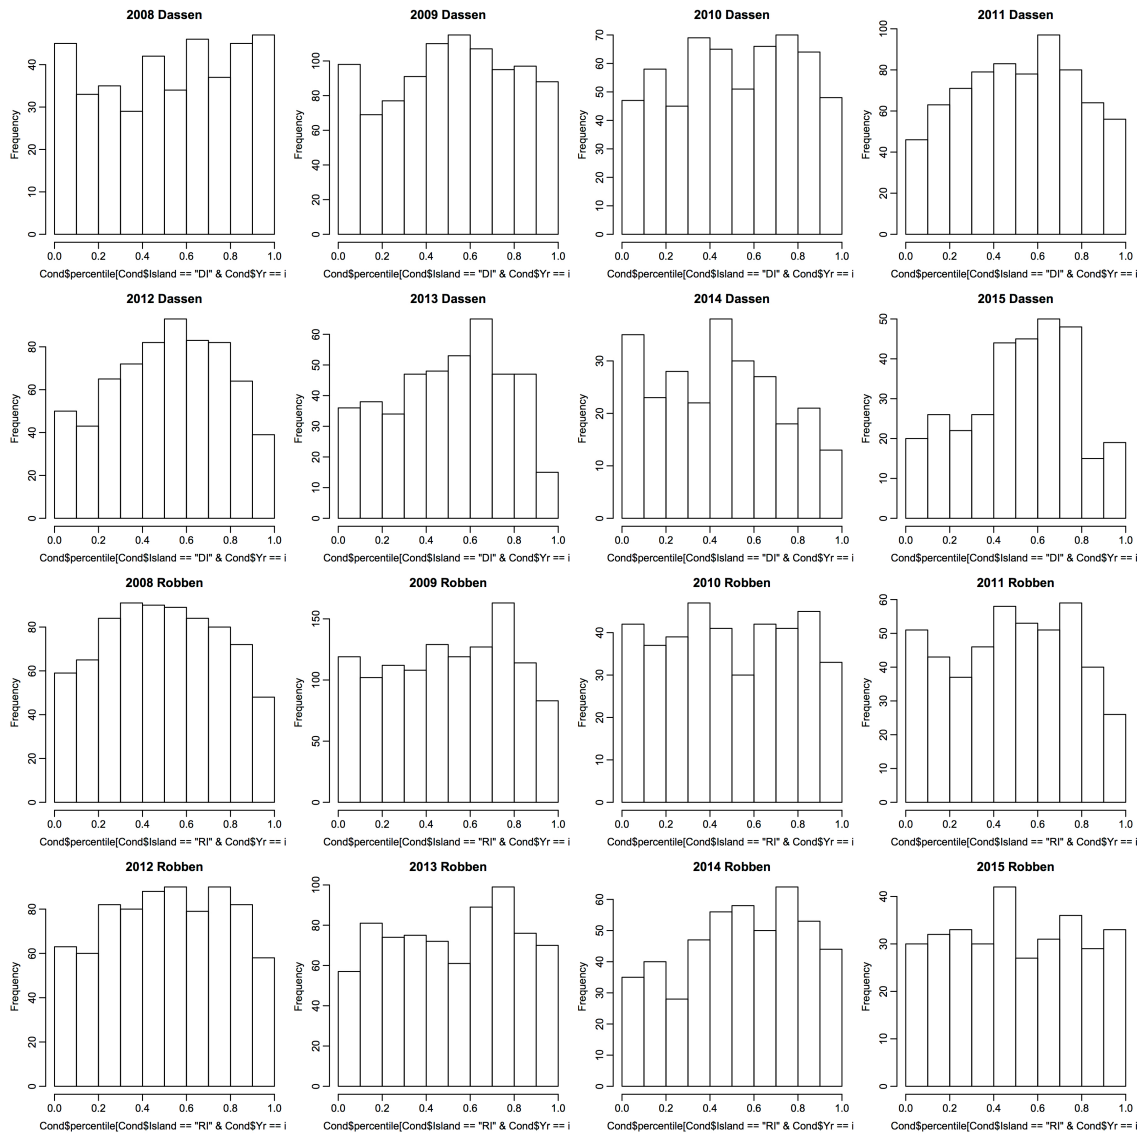 2008 Dassen
Frequency
0 10 20 30 40
0.0 0.2 0.4 0.6 0.8 1.0
Cond$percentile[Cond$Island == "DI" & Cond$Yr == i
2009 Dassen
Frequency
0 20 40 60 80 100
0.0 0.2 0.4 0.6 0.8 1.0
Cond$percentile[Cond$Island == "DI" & Cond$Yr == i
2010 Dassen
Frequency
0 10 20 30 40 50 60 70
0.0 0.2 0.4 0.6 0.8 1.0
Cond$percentile[Cond$Island == "DI" & Cond$Yr == i
2011 Dassen
Frequency
0 20 40 60 80 100
0.0 0.2 0.4 0.6 0.8 1.0
Cond$percentile[Cond$Island == "DI" & Cond$Yr == i
2012 Dassen
Frequency
0 20 40 60 80
0.0 0.2 0.4 0.6 0.8 1.0
Cond$percentile[Cond$Island == "DI" & Cond$Yr == i
2013 Dassen
Frequency
0 10 20 30 40 50 60
0.0 0.2 0.4 0.6 0.8 1.0
Cond$percentile[Cond$Island == "DI" & Cond$Yr == i
2014 Dassen
Frequency
0 10 20 30
0.0 0.2 0.4 0.6 0.8 1.0
Cond$percentile[Cond$Island == "DI" & Cond$Yr == i
2015 Dassen
Frequency
0 10 20 30 40 50
0.0 0.2 0.4 0.6 0.8 1.0
Cond$percentile[Cond$Island == "DI" & Cond$Yr == i
2008 Robben
Frequency
0 20 40 60 80
0.0 0.2 0.4 0.6 0.8 1.0
Cond$percentile[Cond$Island == "RI" & Cond$Yr == i
2009 Robben
Frequency
0 50 100 150
0.0 0.2 0.4 0.6 0.8 1.0
Cond$percentile[Cond$Island == "RI" & Cond$Yr == i
2010 Robben
Frequency
0 10 20 30 40
0.0 0.2 0.4 0.6 0.8 1.0
Cond$percentile[Cond$Island == "RI" & Cond$Yr == i
2011 Robben
Frequency
0 10 20 30 40 50 60
0.0 0.2 0.4 0.6 0.8 1.0
Cond$percentile[Cond$Island == "RI" & Cond$Yr == i
2012 Robben
Frequency
0 20 40 60 80
0.0 0.2 0.4 0.6 0.8 1.0
Cond$percentile[Cond$Island == "RI" & Cond$Yr == i
2013 Robben
Frequency
0 20 40 60 80 100
0.0 0.2 0.4 0.6 0.8 1.0
Cond$percentile[Cond$Island == "RI" & Cond$Yr == i
2014 Robben
Frequency
0 10 20 30 40 50 60
0.0 0.2 0.4 0.6 0.8 1.0
Cond$percentile[Cond$Island == "RI" & Cond$Yr == i
2015 Robben
Frequency
0 10 20 30 40
0.0 0.2 0.4 0.6 0.8 1.0
Cond$percentile[Cond$Island == "RI" & Cond$Yr == i